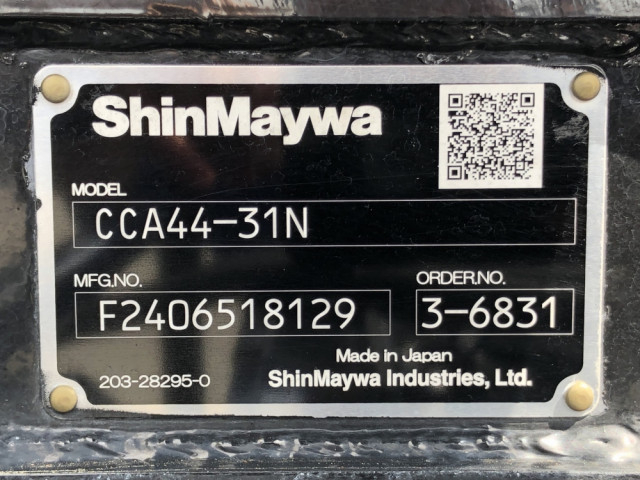 ShinMaywa
MODEL
CCA44-31N
MFG.NO. ORDER.NO.
F2406518129 3-6831
Made in Japan
203-28295-0 ShinMaywa Industries, Ltd.